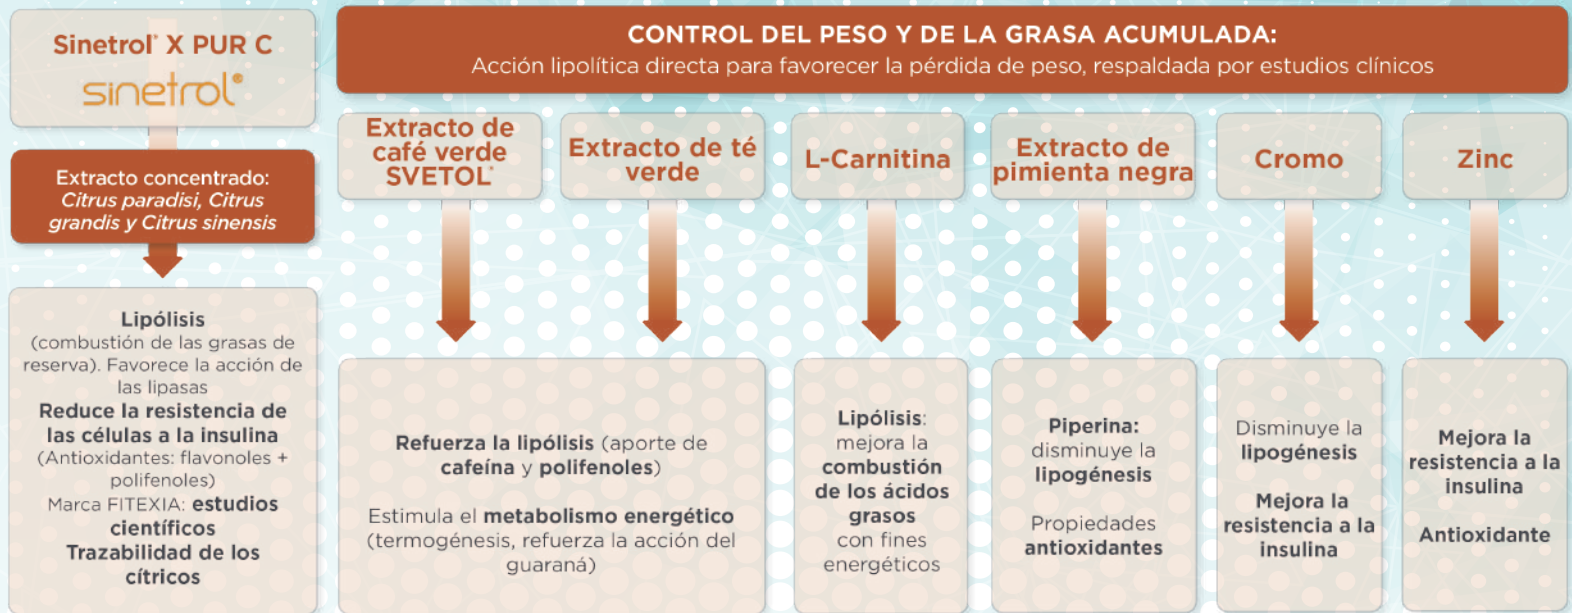 Sinetrol® X PUR C
sinetrol®
Extracto concentrado:
Citrus paradisi, Citrus
grandis y Citrus sinensis
Lipólisis
(combustión de las grasas de
reserva). Favorece la acción de
las lipasas
Reduce la resistencia de
las células a la insulina
(Antioxidantes: flavonoles +
polifenoles)
Marca FITEXIA: estudios
científicos
Trazabilidad de los
cítricos
CONTROL DEL PESO Y DE LA GRASA ACUMULADA:
Acción lipolítica directa para favorecer la pérdida de peso, respaldada por estudios clínicos
Extracto de
café verde
SVETOL®
Extracto de té
verde
Refuerza la lipólisis (aporte de
cafeína y polifenoles)
Estimula el metabolismo energético
(termogénesis, refuerza la acción del
guaraná)
L-Carnitina
Lipólisis:
mejora la
combustión
de los ácidos
grasos
con fines
energéticos
Extracto de
pimienta negra
Piperina:
disminuye la
lipogénesis
Propiedades
antioxidantes
Cromo
Disminuye la
lipogénesis
Mejora la
resistencia a la
insulina
Zinc
Mejora la
resistencia a la
insulina
Antioxidante